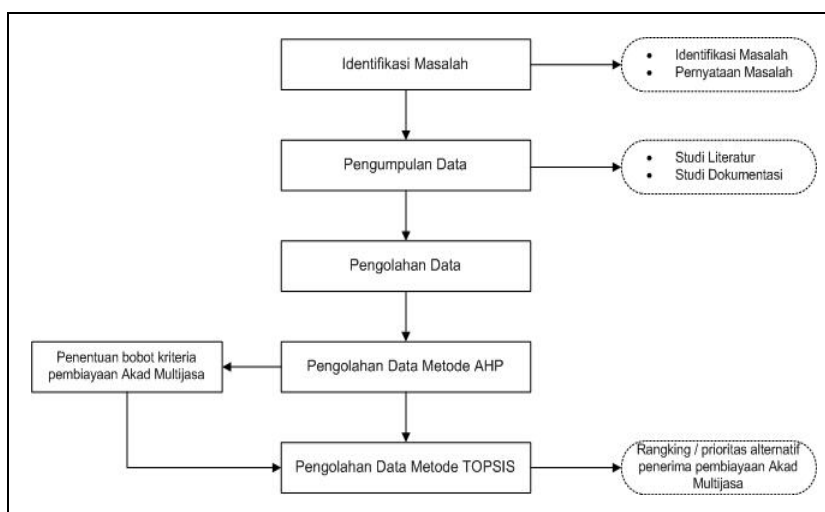 Identifikasi Masalah
• Identifikasi Masalah
• Pernyataan Masalah
Pengumpulan Data
• Studi Literatur
• Studi Dokumentasi
Pengolahan Data
Penentuan bobot kriteria
pembiayaan Akad Multijasa
Pengolahan Data Metode AHP
Pengolahan Data Metode TOPSIS
Rangking / prioritas alternatif
penerima pembiayaan Akad
Multijasa